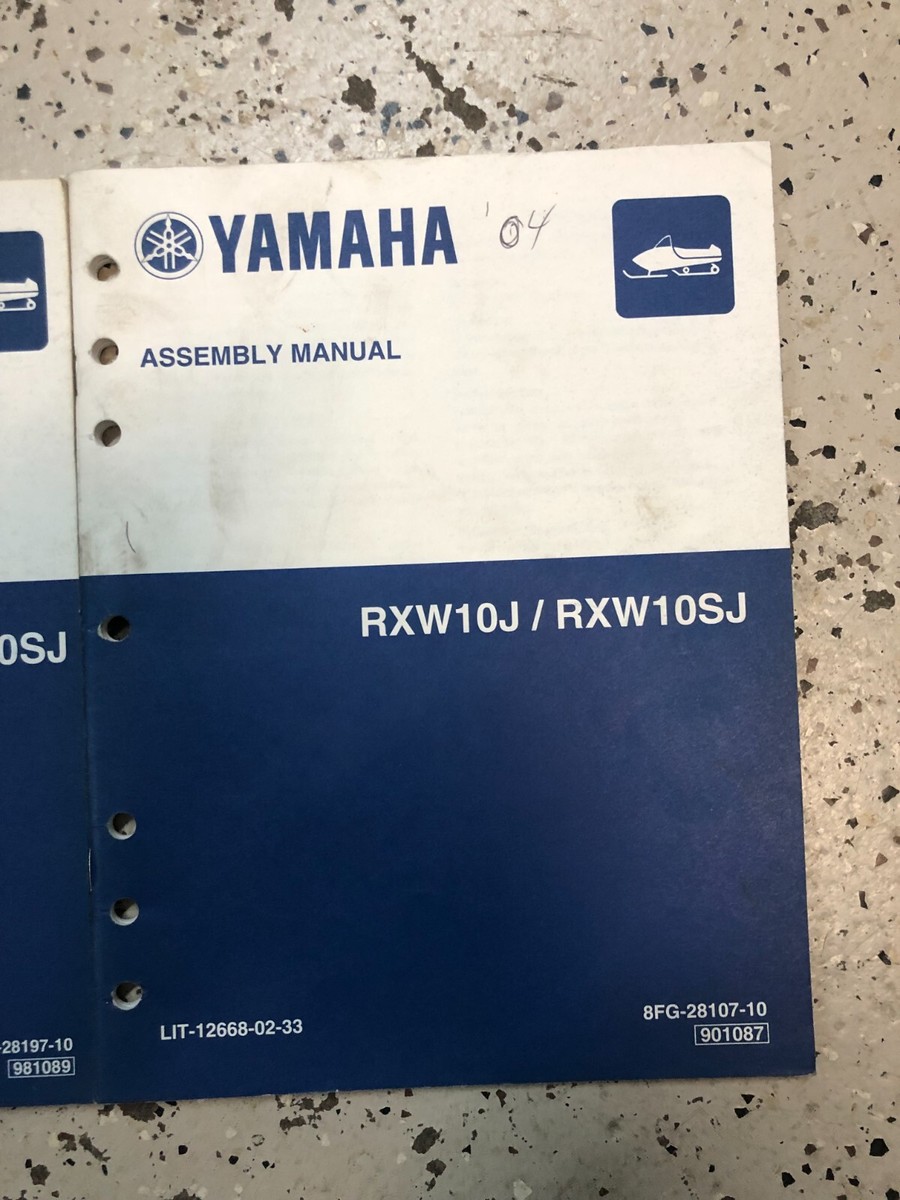 YAMAHA '04
ASSEMBLY MANUAL
RXW10J / RXW10SJ
LIT-12668-02-33
8FG-28107-10
901087
0SJ
-28197-10
981089